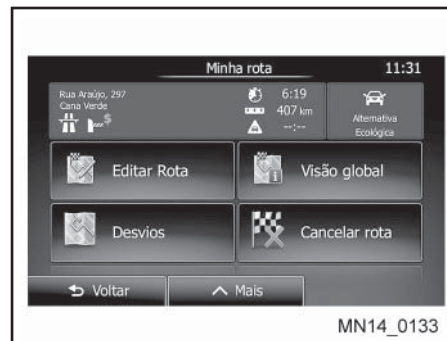 Minha rota 11:31
Rua Araújo, 297
Cana Verde
6:19
407 km
--:--
Alternativa
Ecológica
Editar Rota
Visão global
Desvios
Cancelar rota
Voltar
Mais
MN14_0133